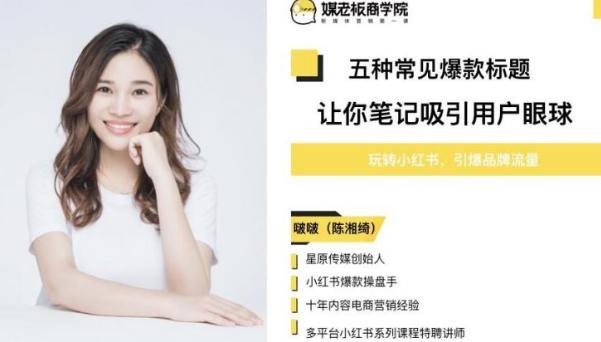 媒老板商学院
新媒体营销第一课
五种常见爆款标题
让你笔记吸引用户眼球
玩转小红书，引爆品牌流量
啵啵（陈湘绮）
星原传媒创始人
小红书爆款操盘手
十年内容电商营销经验
多平台小红书系列课程特聘讲师